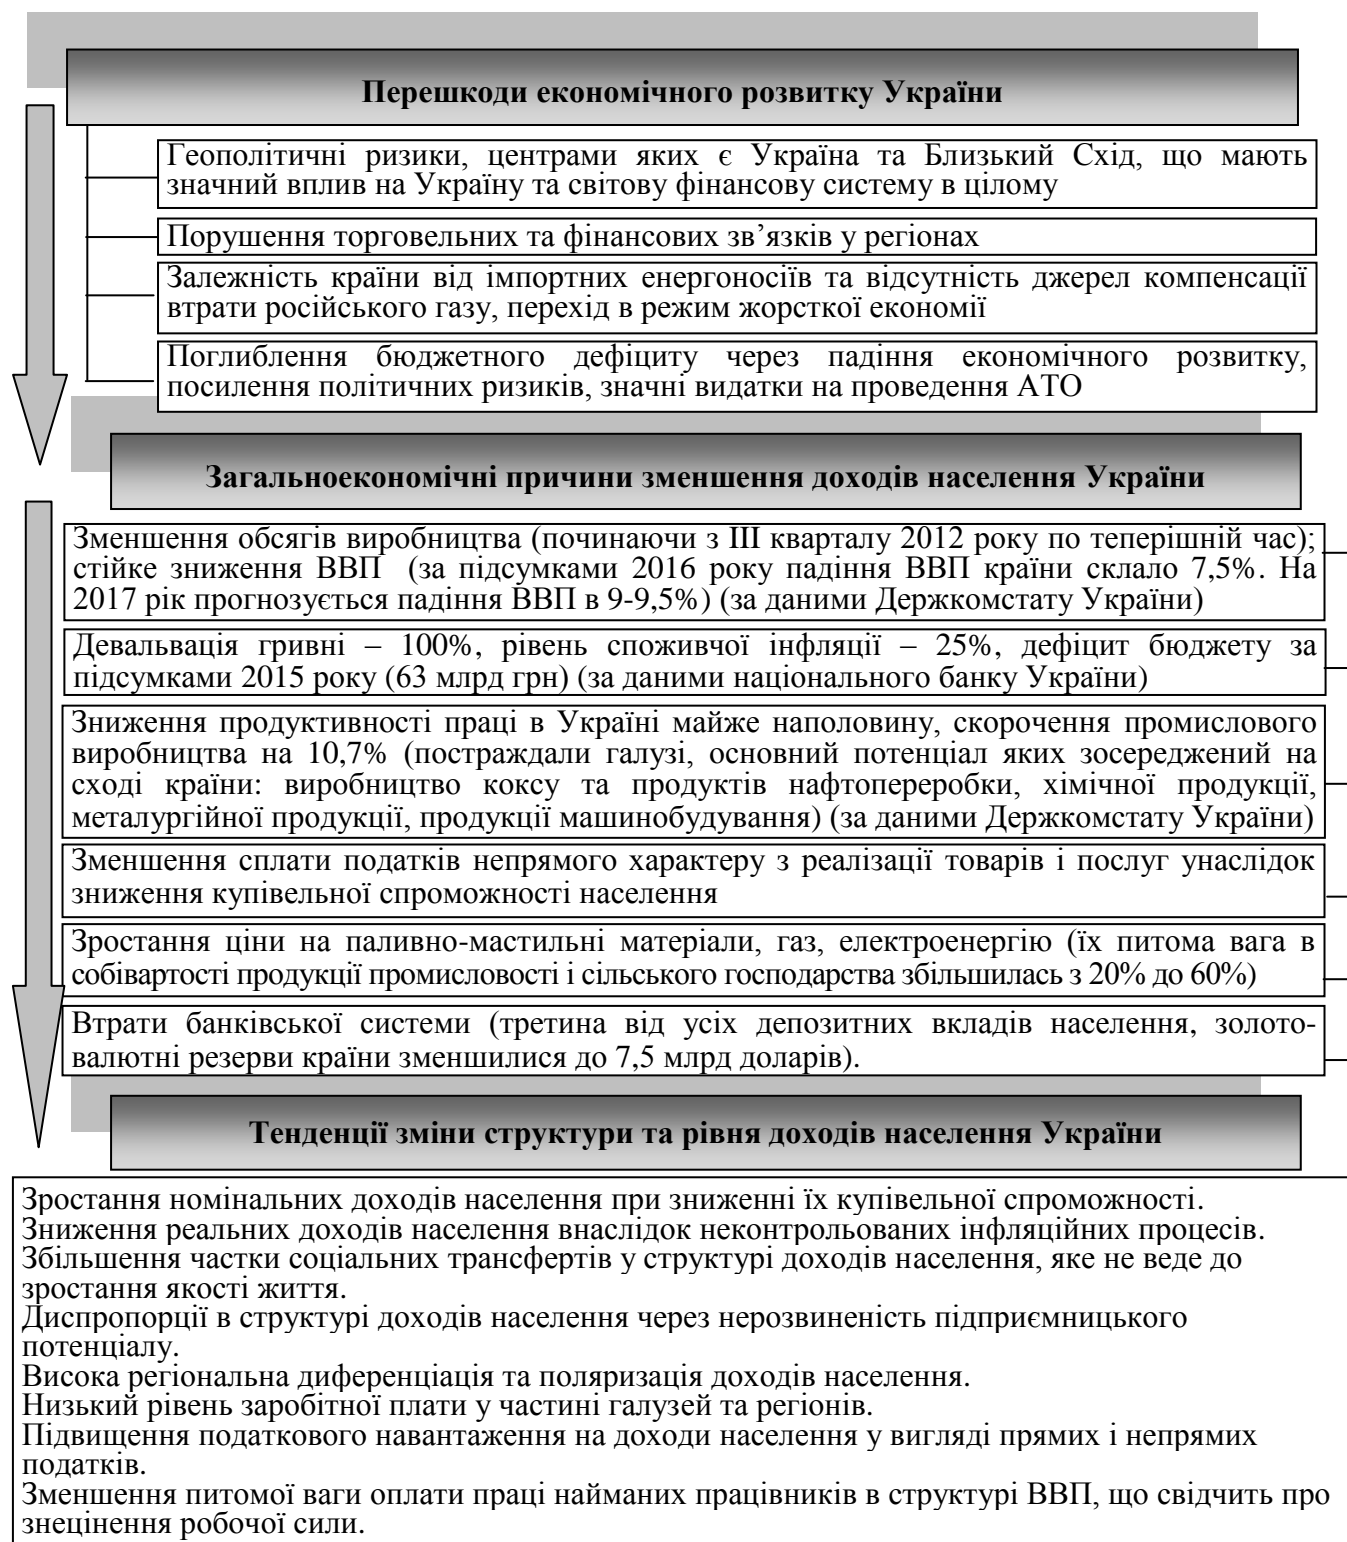 Перешкоди економічного розвитку України
Геополітичні ризики, центрами яких є Україна та Близький Схід, що мають
значний вплив на Україну та світову фінансову систему в цілому
Порушення торговельних та фінансових зв’язків у регіонах
Залежність країни від імпортних енергоносіїв та відсутність джерел компенсації
втрати російського газу, перехід в режим жорсткої економії
Поглиблення бюджетного дефіциту через падіння економічного розвитку,
посилення політичних ризиків, значні видатки на проведення АТО
Загальноекономічні причини зменшення доходів населення України
Зменшення обсягів виробництва (починаючи з ІІІ кварталу 2012 року по теперішній час);
стійке зниження ВВП (за підсумками 2016 року падіння ВВП країни склало 7,5%. На
2017 рік прогнозується падіння ВВП в 9-9,5%) (за даними Держкомстату України)
Девальвація гривні – 100%, рівень споживчої інфляції – 25%, дефіцит бюджету за
підсумками 2015 року (63 млрд грн) (за даними національного банку України)
Зниження продуктивності праці в Україні майже наполовину, скорочення промислового
виробництва на 10,7% (постраждали галузі, основний потенціал яких зосереджений на
сході країни: виробництво коксу та продуктів нафтопереробки, хімічної продукції,
металургійної продукції, продукції машинобудування) (за даними Держкомстату України)
Зменшення сплати податків непрямого характеру з реалізації товарів і послуг унаслідок
зниження купівельної спроможності населення
Зростання ціни на паливно-мастильні матеріали, газ, електроенергію (їх питома вага в
собівартості продукції промисловості і сільського господарства збільшилась з 20% до 60%)
Втрати банківської системи (третина від усіх депозитних вкладів населення, золото-
валютні резерви країни зменшилися до 7,5 млрд доларів).
Тенденції зміни структури та рівня доходів населення України
Зростання номінальних доходів населення при зниженні їх купівельної спроможності.
Зниження реальних доходів населення внаслідок неконтрольованих інфляційних процесів.
Збільшення частки соціальних трансфертів у структурі доходів населення, яке не веде до
зростання якості життя.
Диспропорції в структурі доходів населення через нерозвиненість підприємницького
потенціалу.
Висока регіональна диференціація та поляризація доходів населення.
Низький рівень заробітної плати у частині галузей та регіонів.
Підвищення податкового навантаження на доходи населення у вигляді прямих і непрямих
податків.
Зменшення питомої ваги оплати праці найманих працівників в структурі ВВП, що свідчить про
знецінення робочої сили.